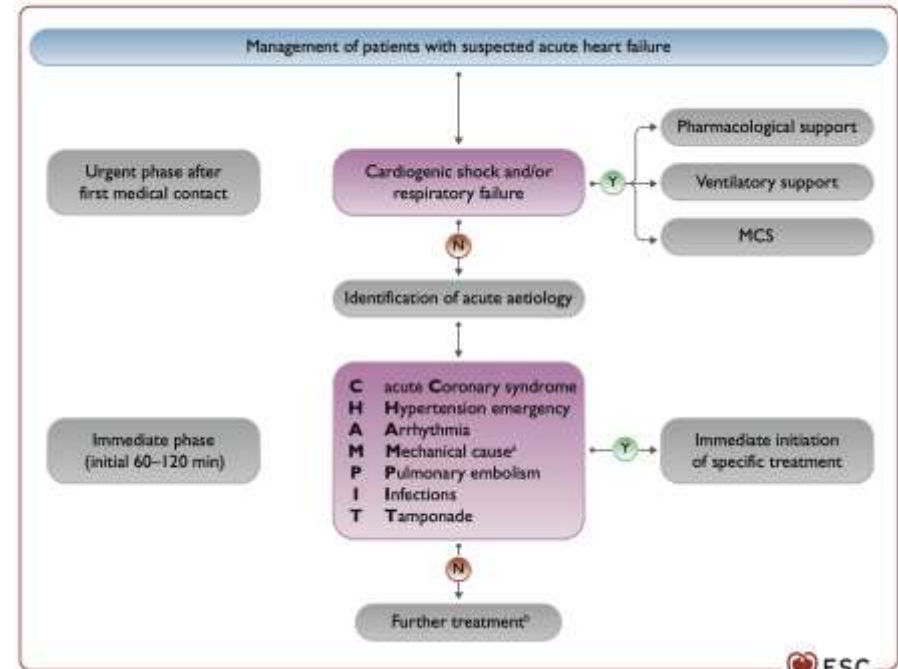 Management of patients with suspected acute heart failure
Urgent phase after
first medical contact
Cardiogenic shock and/or
respiratory failure
Y
Pharmacological support
Ventilatory support
MCS
N
Identification of acute aetiology
Immediate phase
(initial 60–120 min)
C acute Coronary syndrome
H Hypertension emergency
A Arrhythmia
M Mechanical causeª
P Pulmonary embolism
I Infections
T Tamponade
Y
Immediate initiation
of specific treatment
N
Further treatmentᵇ
ESC